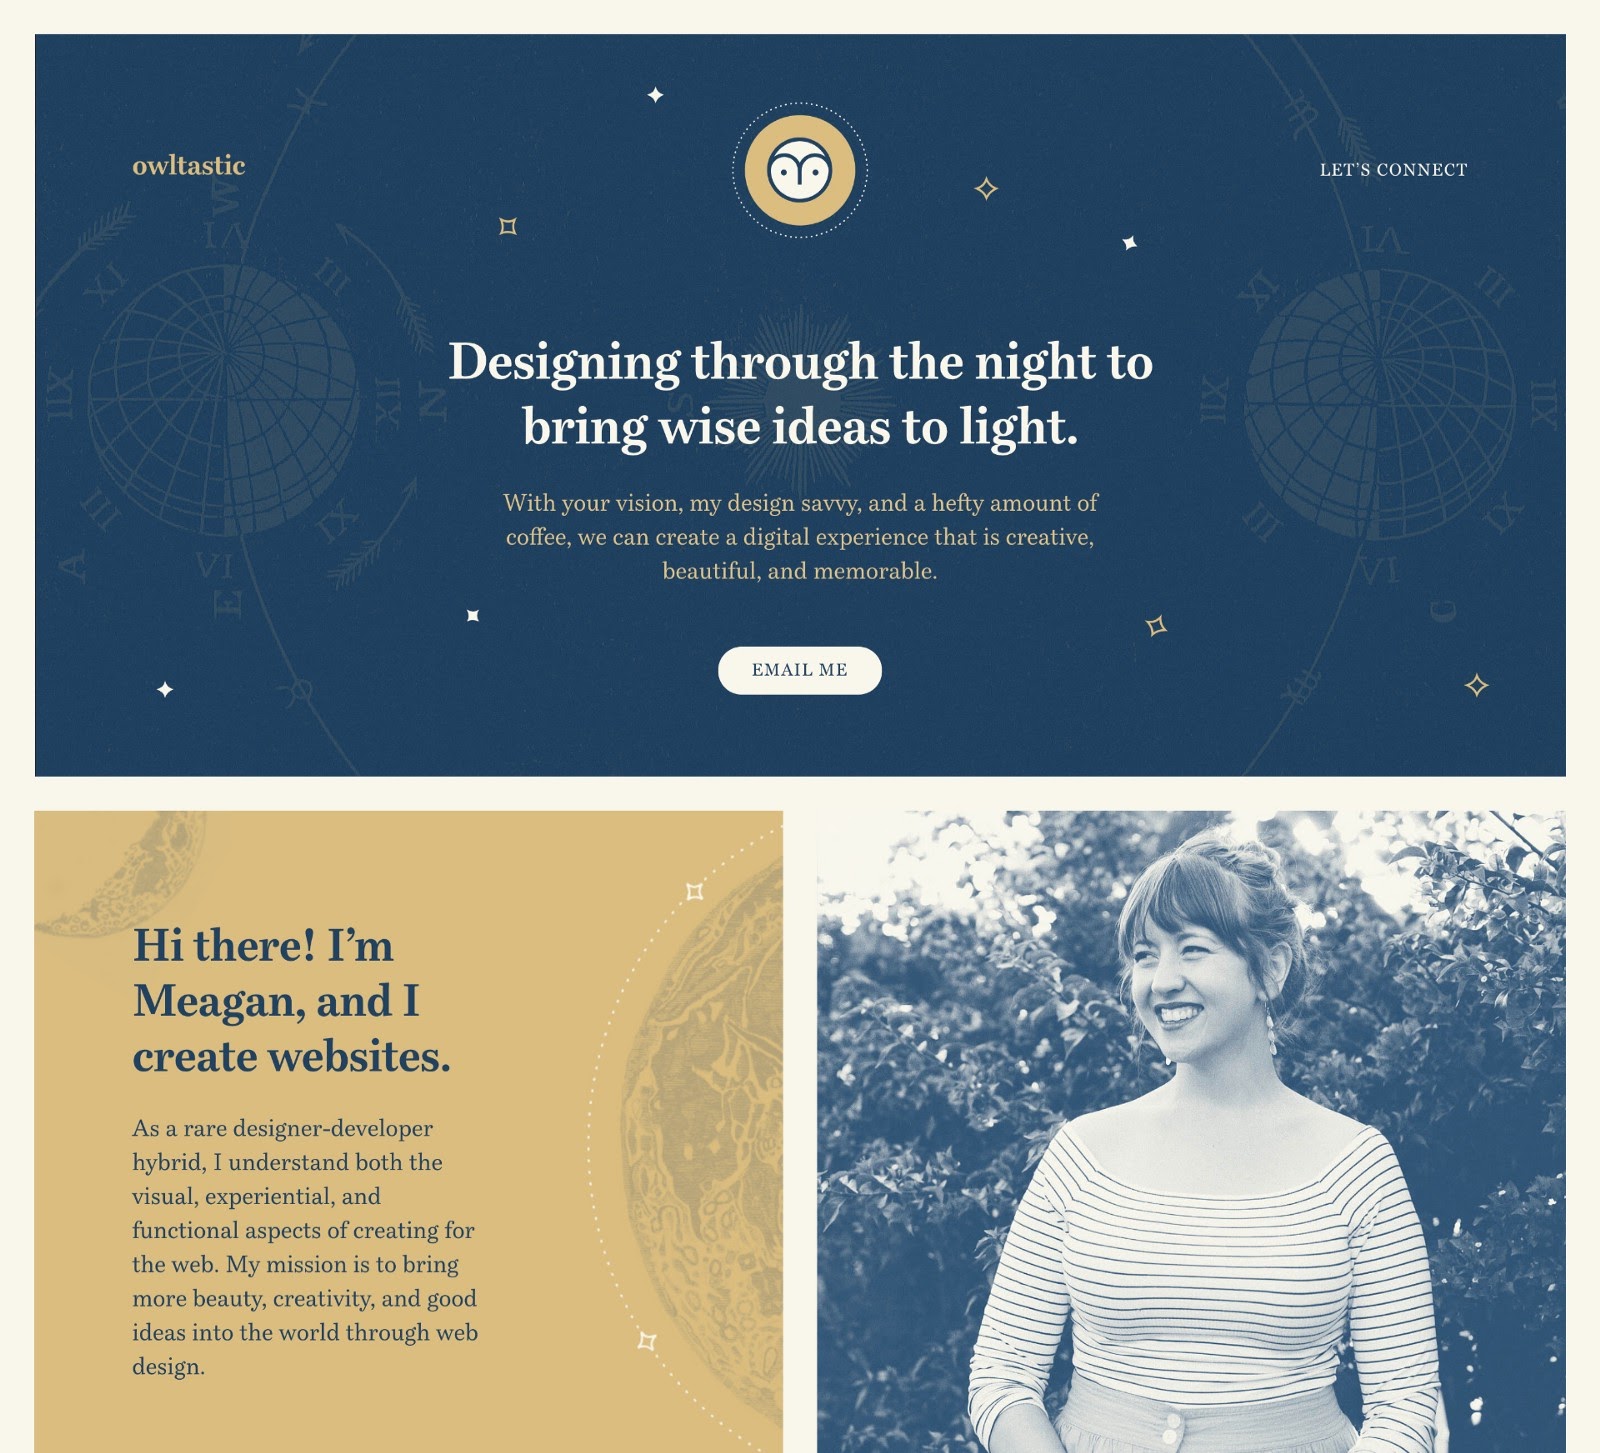 owltastic
LET'S CONNECT
Designing through the night to
bring wise ideas to light.
With your vision, my design savvy, and a hefty amount of
coffee, we can create a digital experience that is creative,
beautiful, and memorable.
EMAIL ME
Hi there! I’m
Meagan, and I
create websites.
As a rare designer-developer
hybrid, I understand both the
visual, experiential, and
functional aspects of creating for
the web. My mission is to bring
more beauty, creativity, and good
ideas into the world through web
design.